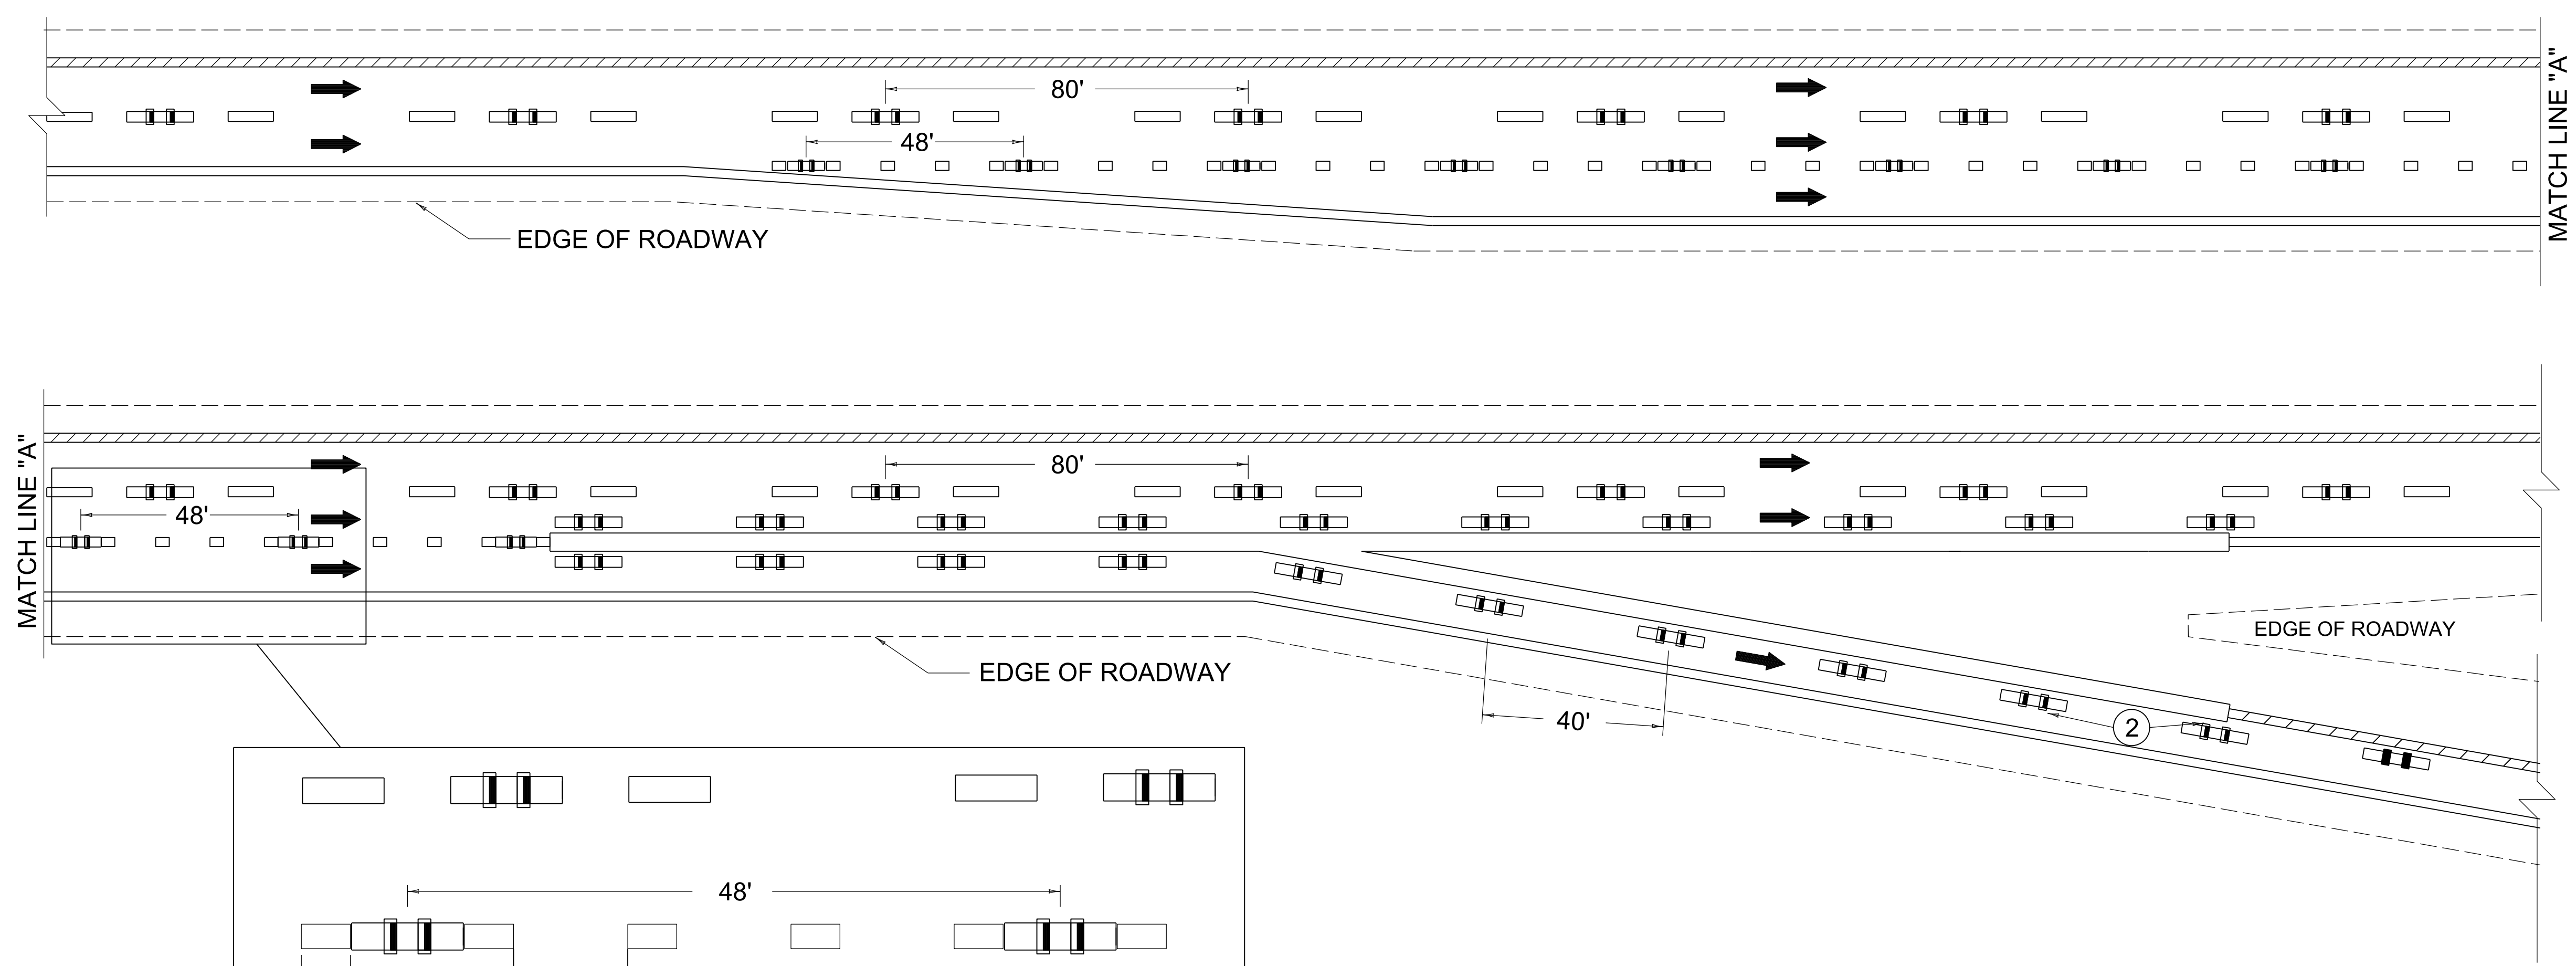 80'
48'
EDGE OF ROADWAY
MATCH LINE "A"
MATCH LINE "A"
80'
48'
EDGE OF ROADWAY
EDGE OF ROADWAY
40'
2
48'